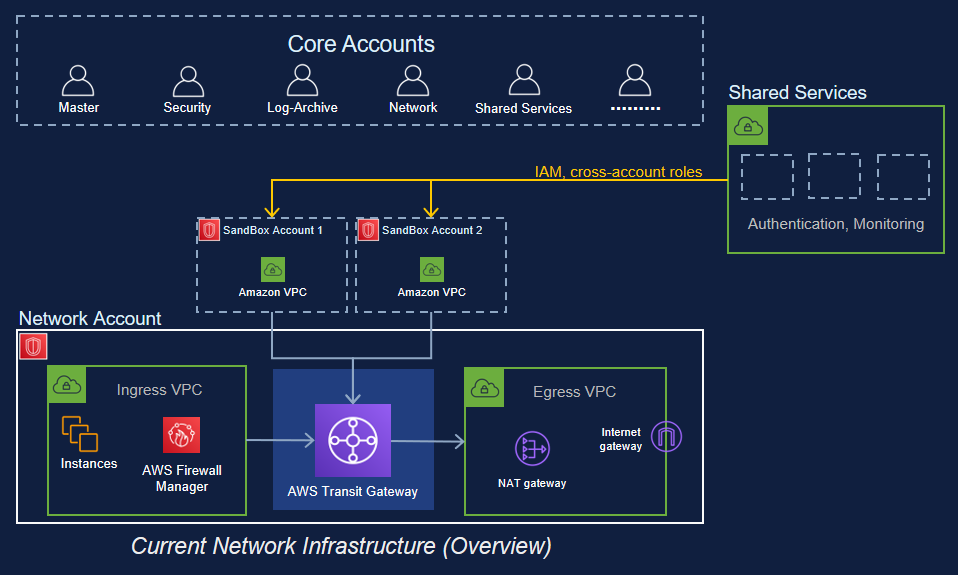 Core Accounts
Master
Security
Log-Archive
Network
Shared Services
.........
Shared Services
Authentication, Monitoring
IAM, cross-account roles
SandBox Account 1
Amazon VPC
SandBox Account 2
Amazon VPC
Network Account
Ingress VPC
Instances
AWS Firewall
Manager
AWS Transit Gateway
Egress VPC
NAT gateway
Internet
gateway
Current Network Infrastructure (Overview)